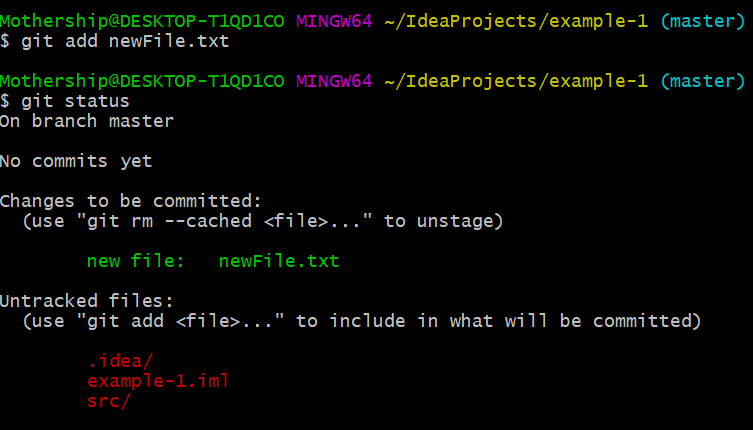 Mothership@DESKTOP-T1QD1CO MINGW64 ~/IdeaProjects/example-1 (master)
$ git add newFile.txt
Mothership@DESKTOP-T1QD1CO MINGW64 ~/IdeaProjects/example-1 (master)
$ git status
On branch master
No commits yet
Changes to be committed:
(use "git rm --cached <file>..." to unstage)
new file: newFile.txt
Untracked files:
(use "git add <file>..." to include in what will be committed)
.idea/
example-1.iml
src/